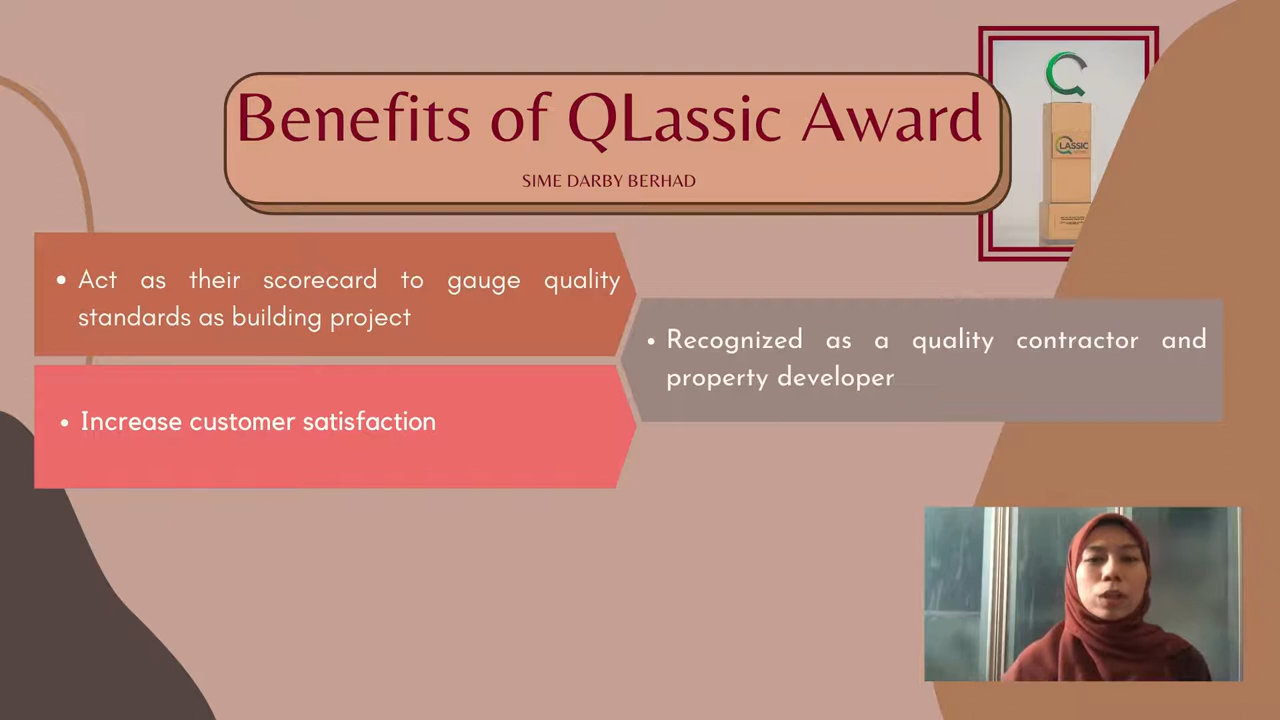 Benefits of QLassic Award
SIME DARBY BERHAD
LASSIC
• Act as their scorecard to gauge quality
standards as building project
• Recognized as a quality contractor and
property developer
• Increase customer satisfaction